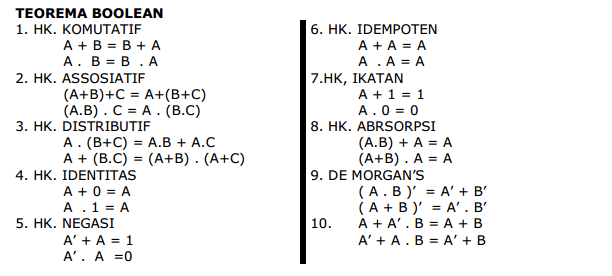 TEOREMA BOOLEAN
1. HK. KOMUTATIF
A + B = B + A
A . B = B . A
2. HK. ASSOSIATIF
(A+B)+C = A+(B+C)
(A.B) . C = A . (B.C)
3. HK. DISTRIBUTIF
A . (B+C) = A.B + A.C
A + (B.C) = (A+B) . (A+C)
4. HK. IDENTITAS
A + 0 = A
A . 1 = A
5. HK. NEGASI
A’ + A = 1
A’ . A =0
6. HK. IDEMPOTEN
A + A = A
A . A = A
7.HK, IKATAN
A + 1 = 1
A . 0 = 0
8. HK. ABRSORPSI
(A.B) + A = A
(A+B) . A = A
9. DE MORGAN’S
( A . B )’ = A’ + B’
( A + B )’ = A’ . B’
10. A + A’ . B = A + B
A’ + A . B = A’ + B